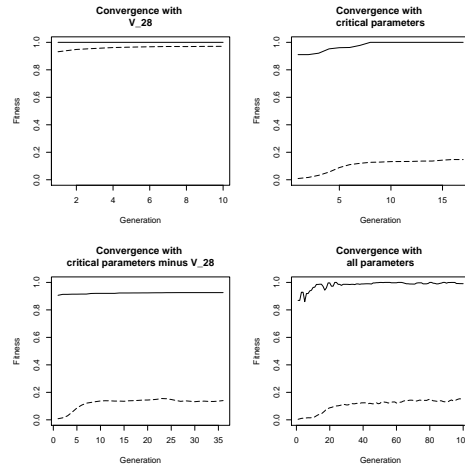 Convergence with
V_28
Fitness
0.0 0.2 0.4 0.6 0.8 1.0
2 4 6 8 10
Generation
Convergence with
critical parameters
Fitness
0.0 0.2 0.4 0.6 0.8 1.0
5 10 15
Generation
Convergence with
critical parameters minus V_28
Fitness
0.0 0.2 0.4 0.6 0.8 1.0
0 5 10 15 20 25 30 35
Generation
Convergence with
all parameters
Fitness
0.0 0.2 0.4 0.6 0.8 1.0
0 20 40 60 80 100
Generation